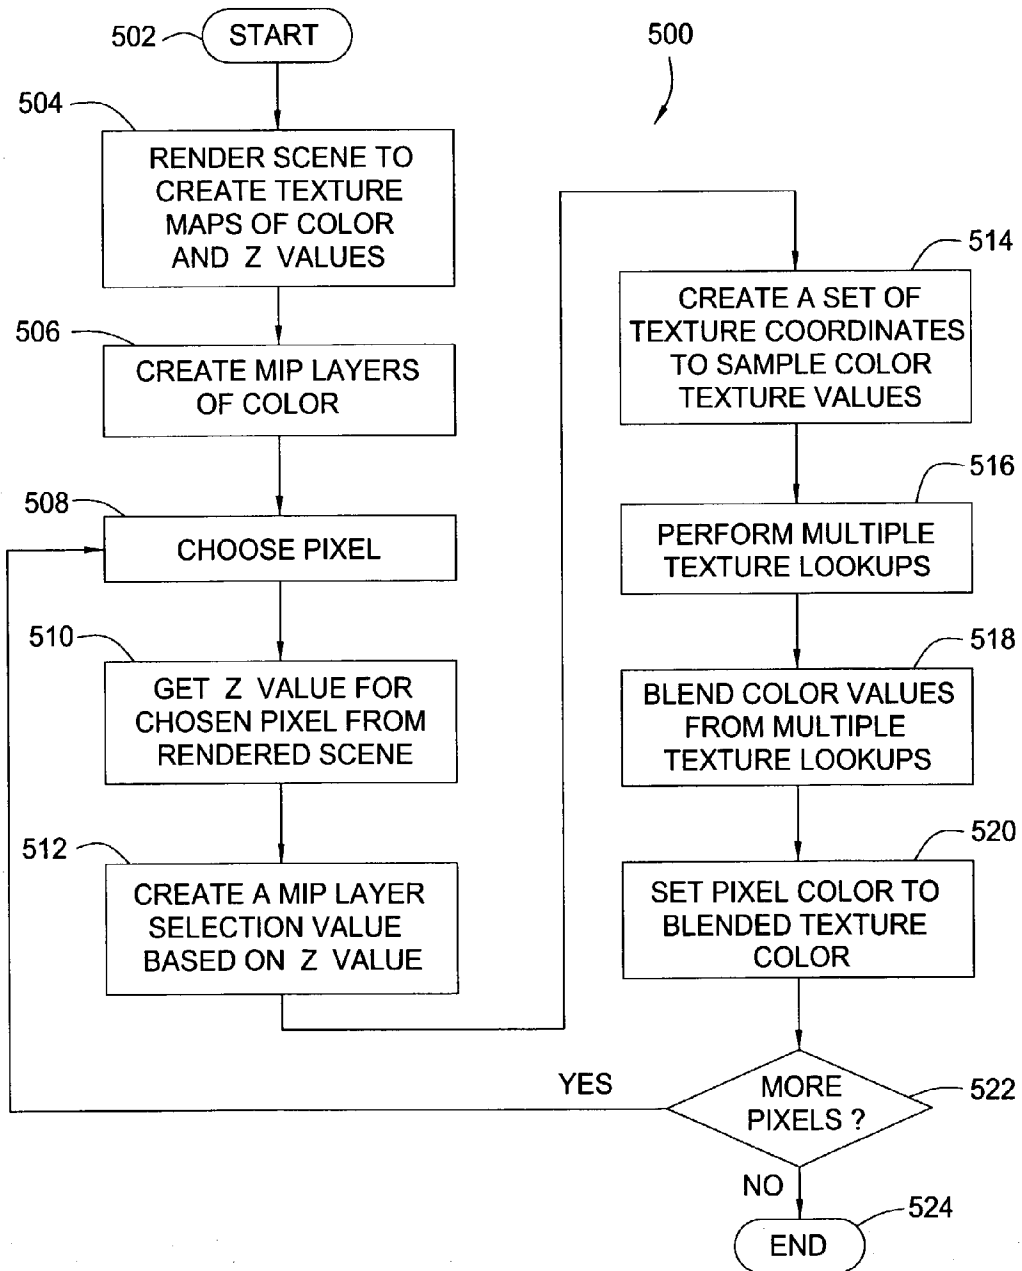 502
START
500
504
RENDER SCENE TO
CREATE TEXTURE
MAPS OF COLOR
AND Z VALUES
506
CREATE MIP LAYERS
OF COLOR
508
CHOOSE PIXEL
510
GET Z VALUE FOR
CHOSEN PIXEL FROM
RENDERED SCENE
512
CREATE A MIP LAYER
SELECTION VALUE
BASED ON Z VALUE
514
CREATE A SET OF
TEXTURE COORDINATES
TO SAMPLE COLOR
TEXTURE VALUES
516
PERFORM MULTIPLE
TEXTURE LOOKUPS
518
BLEND COLOR VALUES
FROM MULTIPLE
TEXTURE LOOKUPS
520
SET PIXEL COLOR TO
BLENDED TEXTURE
COLOR
YES
MORE
PIXELS ?
522
NO
524
END